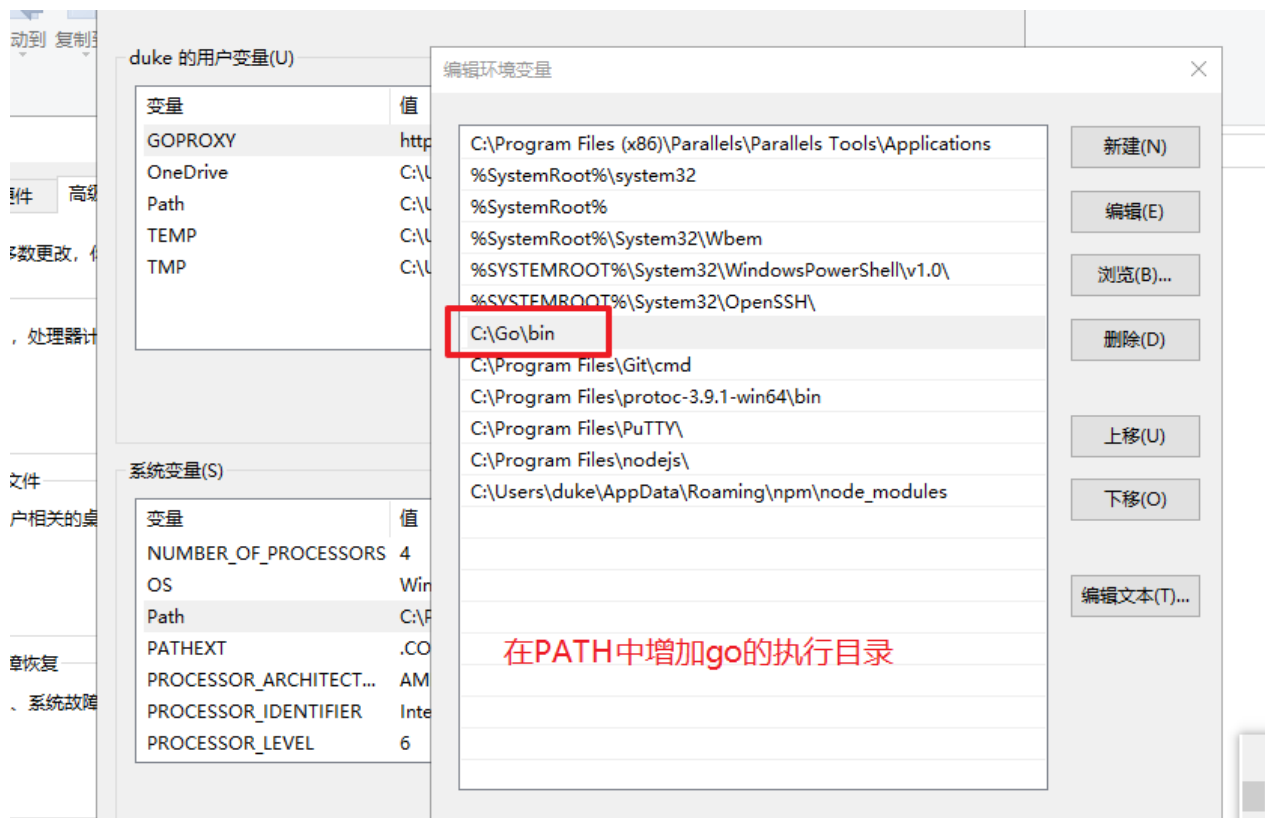 动到 复制到
duke 的用户变量(U)
变量 值
GOPROXY http
OneDrive C:\U
Path C:\U
TEMP C:\U
TMP C:\U
高级
多数更改，
，处理器计
文件
户相关的桌
障恢复
、系统故障
系统变量(S)
变量 值
NUMBER_OF_PROCESSORS 4
OS Win
Path C:\P
PATHEXT .CO
PROCESSOR_ARCHITECT... AM
PROCESSOR_IDENTIFIER Inte
PROCESSOR_LEVEL 6
编辑环境变量
C:\Program Files (x86)\Parallels\Parallels Tools\Applications
%SystemRoot%\system32
%SystemRoot%
%SystemRoot%\System32\Wbem
%SYSTEMROOT%\System32\WindowsPowerShell\v1.0\
%SYSTEMROOT%\System32\OpenSSH\
C:\Go\bin
C:\Program Files\Git\cmd
C:\Program Files\protoc-3.9.1-win64\bin
C:\Program Files\PuTTY\
C:\Program Files\nodejs\
C:\Users\duke\AppData\Roaming\npm\node_modules
在PATH中增加go的执行目录
新建(N)
编辑(E)
浏览(B)...
删除(D)
上移(U)
下移(O)
编辑文本(T)...